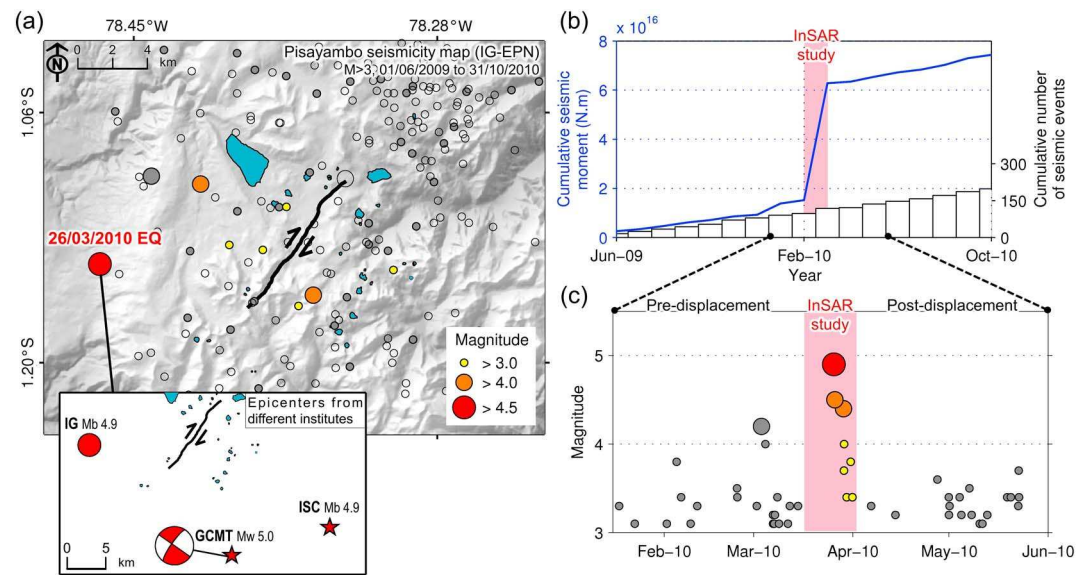 (a)
78.45°W
78.28°W
0 2 4
km
N
Pisayambo seismicity map (IG-EPN)
M>3, 01/06/2009 to 31/10/2010
1.06°S
26/03/2010 EQ
1.20°S
Magnitude
> 3.0
> 4.0
> 4.5
Epicenters from
different institutes
IG Mb 4.9
ISC Mb 4.9
GCMT Mw 5.0
0 5
km
(b)
x 10¹⁶
InSAR
study
8
6
4
2
0
Cumulative seismic
moment (N.m)
300
150
0
Cumulative number
of seismic events
Jun–09
Feb–10
Oct–10
Year
(c)
Pre-displacement
InSAR
study
Post-displacement
5
4
3
Magnitude
Feb–10
Mar–10
Apr–10
May–10
Jun–10